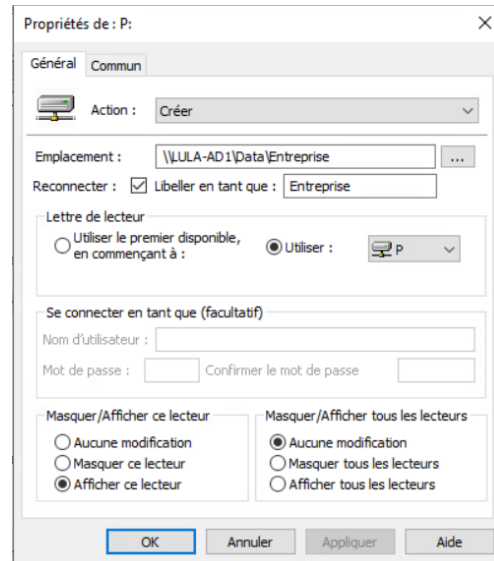 Propriétés de : P:
Général Commun
Action : Créer
Emplacement : \\LULA-AD1\Data\Entreprise ...
Reconnecter : Libeller en tant que : Entreprise
Lettre de lecteur
Utiliser le premier disponible,
en commençant à :
Utiliser : P
Se connecter en tant que (facultatif)
Nom d'utilisateur :
Mot de passe : Confirmer le mot de passe
Masquer/Afficher ce lecteur
Aucune modification
Masquer ce lecteur
Afficher ce lecteur
Masquer/Afficher tous les lecteurs
Aucune modification
Masquer tous les lecteurs
Afficher tous les lecteurs
OK Annuler Appliquer Aide